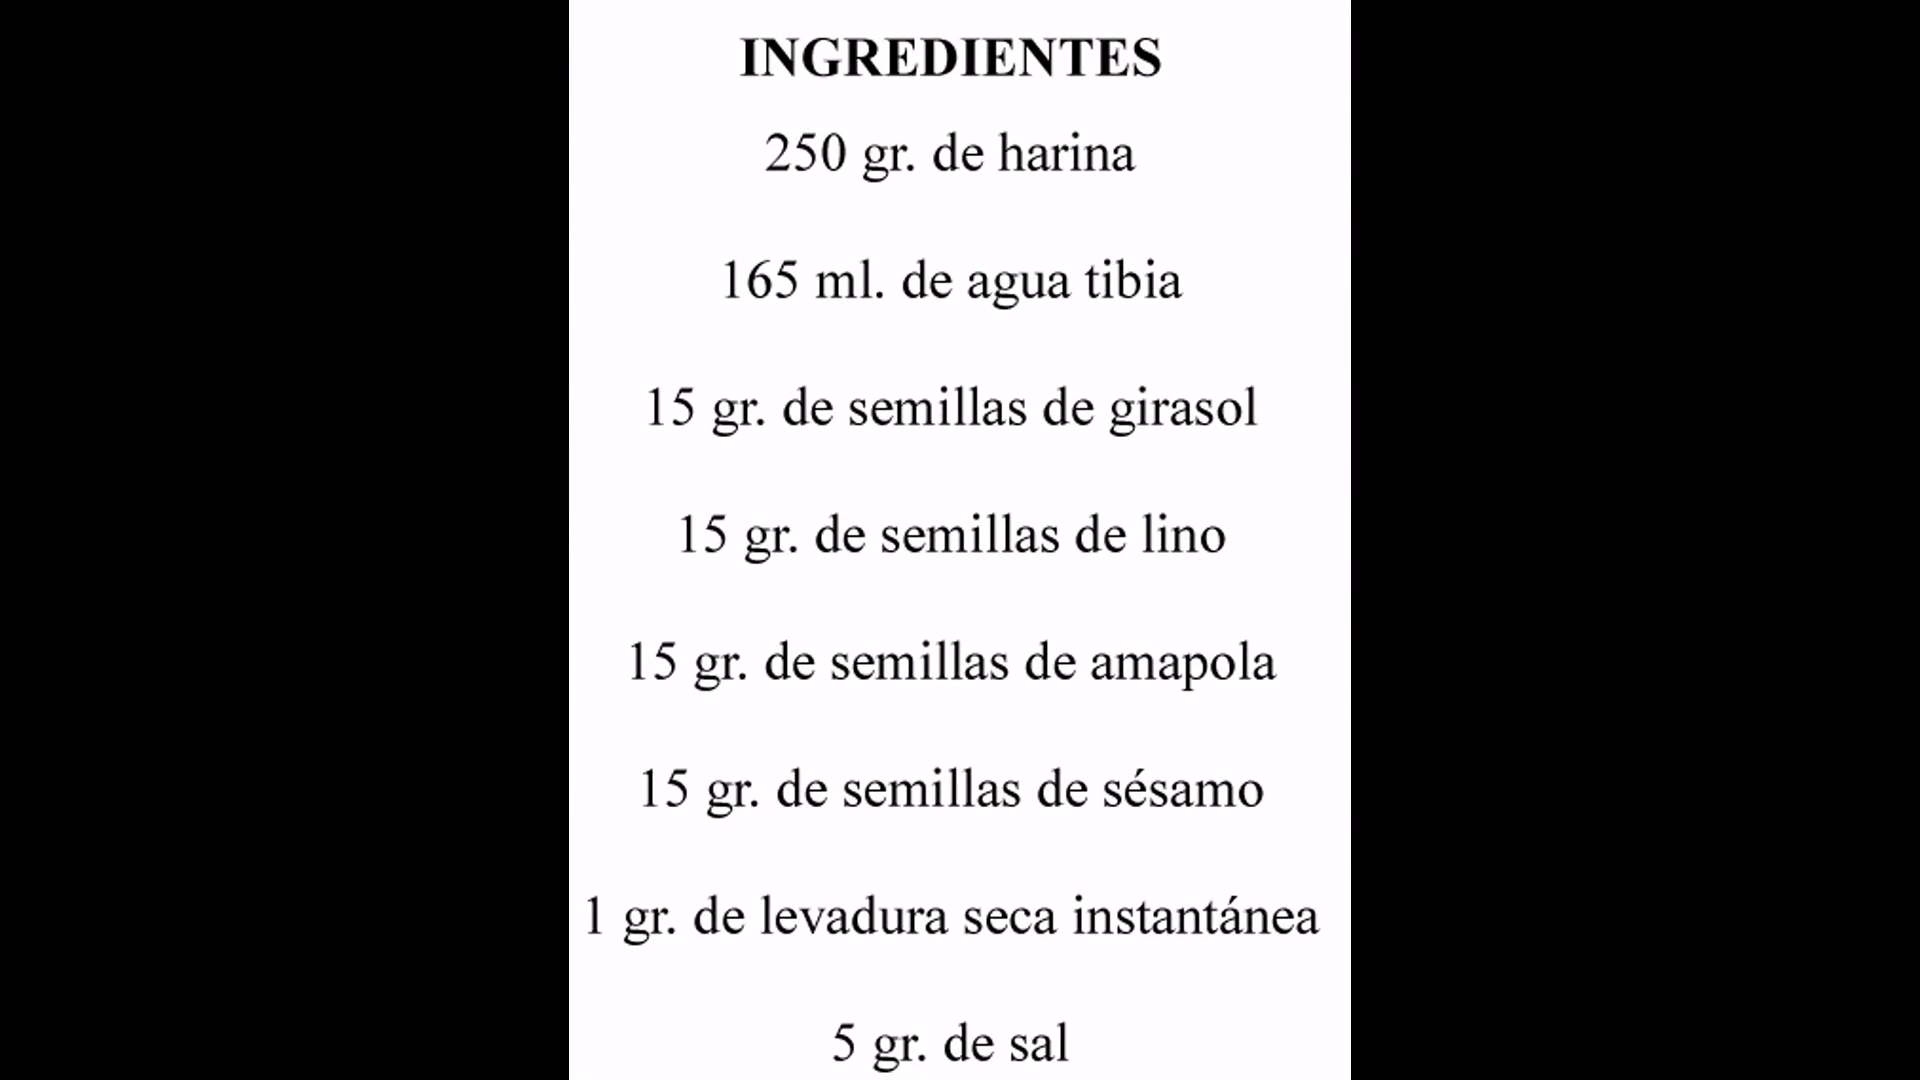 INGREDIENTES
250 gr. de harina
165 ml. de agua tibia
15 gr. de semillas de girasol
15 gr. de semillas de lino
15 gr. de semillas de amapola
15 gr. de semillas de sésamo
1 gr. de levadura seca instantánea
5 gr. de sal